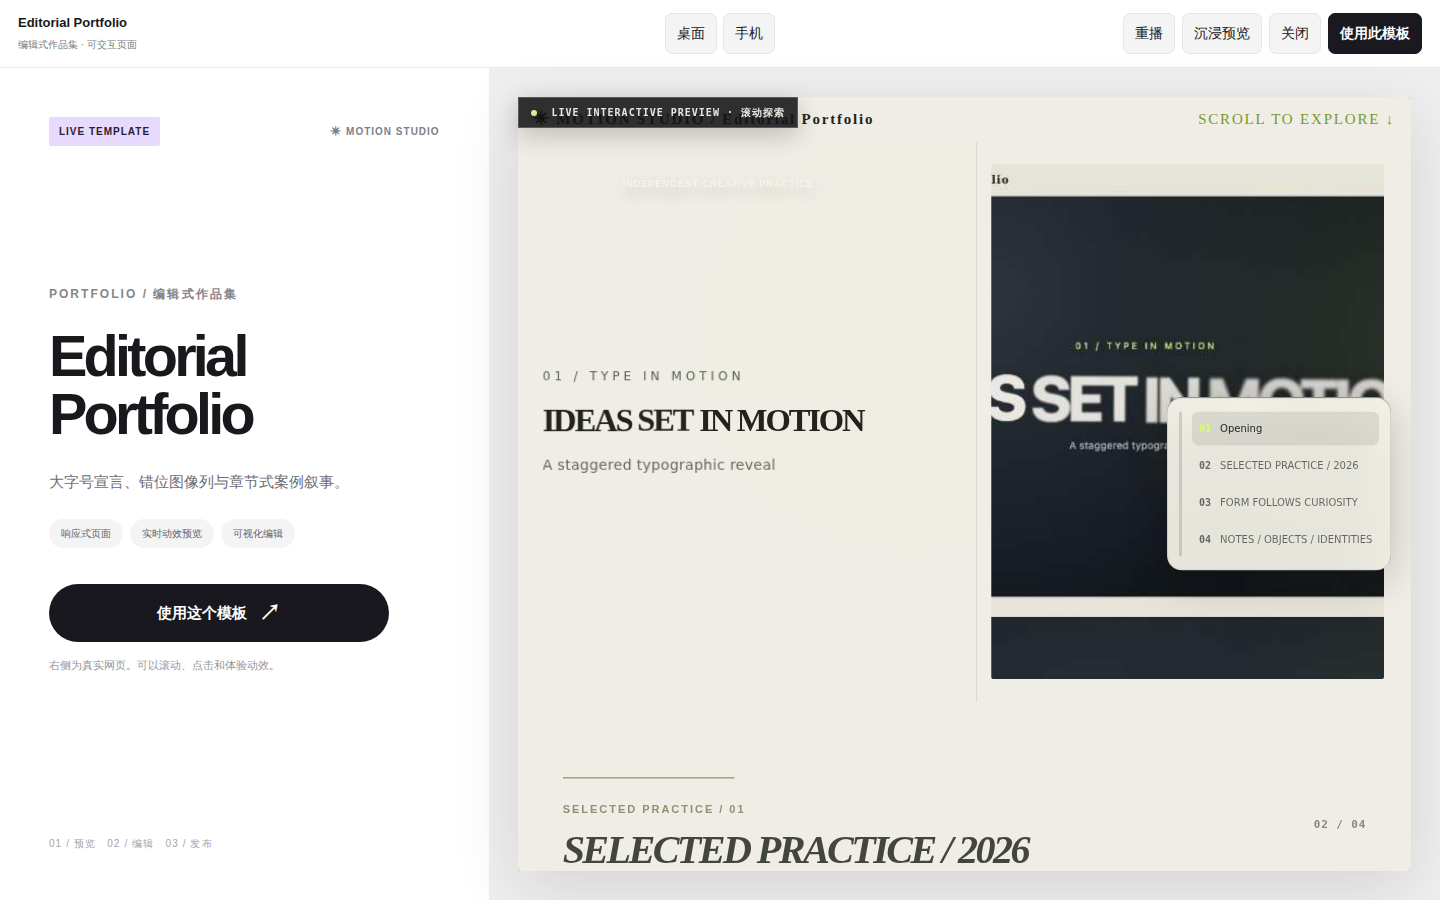 Editorial Portfolio
编辑式作品集 · 可交互页面
桌面
手机
重播
沉浸预览
关闭
使用此模板
LIVE TEMPLATE
✴ MOTION STUDIO
PORTFOLIO / 编辑式作品集
Editorial
Portfolio
大字号宣言、错位图像列与章节式案例叙事。
响应式页面
实时动效预览
可视化编辑
使用这个模板 ↗
右侧为真实网页。可以滚动、点击和体验动效。
01 / 预览 02 / 编辑 03 / 发布
LIVE INTERACTIVE PREVIEW · 滚动探索
✴ MOTION STUDIO / Editorial Portfolio
SCROLL TO EXPLORE ↓
INDEPENDENT CREATIVE PRACTICE
01 / TYPE IN MOTION
IDEAS SET IN MOTION
A staggered typographic reveal
lio
01 / TYPE IN MOTION
S SET IN MOTIO
A staggered typogra
01 Opening
02 SELECTED PRACTICE / 2026
03 FORM FOLLOWS CURIOSITY
04 NOTES / OBJECTS / IDENTITIES
SELECTED PRACTICE / 01
SELECTED PRACTICE / 2026
02 / 04